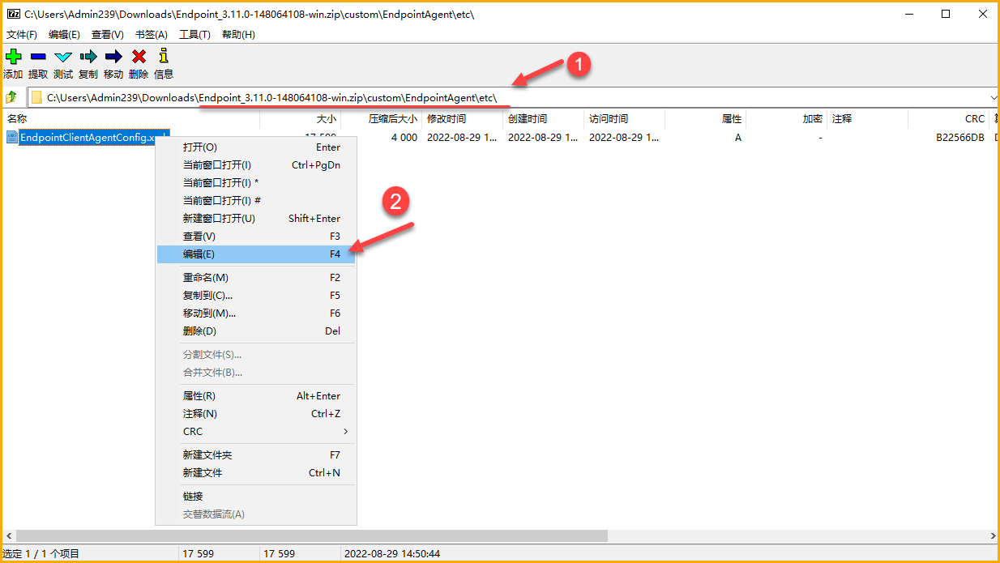 7z C:\Users\Admin239\Downloads\Endpoint_3.11.0-148064108-win.zip\custom\EndpointAgent\etc\
文件(F) 编辑(E) 查看(V) 书签(A) 工具(T) 帮助(H)
添加 提取 测试 复制 移动 删除 信息
1
C:\Users\Admin239\Downloads\Endpoint_3.11.0-148064108-win.zip\custom\EndpointAgent\etc\
名称 大小 压缩后大小 修改时间 创建时间 访问时间 属性 加密 注释 CRC
EndpointClientAgentConfig.x 17 599 4 000 2022-08-29 1... 2022-08-29 1... 2022-08-29 1... A - B22566DB
打开(O) Enter
当前窗口打开(I) Ctrl+PgDn
当前窗口打开(I) *
当前窗口打开(I) #
2
新建窗口打开(U) Shift+Enter
查看(V) F3
编辑(E) F4
重命名(M) F2
复制到(C)... F5
移动到(M)... F6
删除(D) Del
分割文件(S)...
合并文件(B)...
属性(R) Alt+Enter
注释(N) Ctrl+Z
CRC
新建文件夹 F7
新建文件 Ctrl+N
链接
交替数据流(A)
选定 1 / 1 个项目 17 599 17 599 2022-08-29 14:50:44